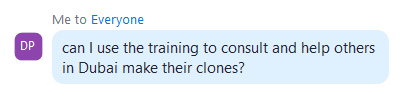 Me to Everyone
DP
can I use the training to consult and help others
in Dubai make their clones?